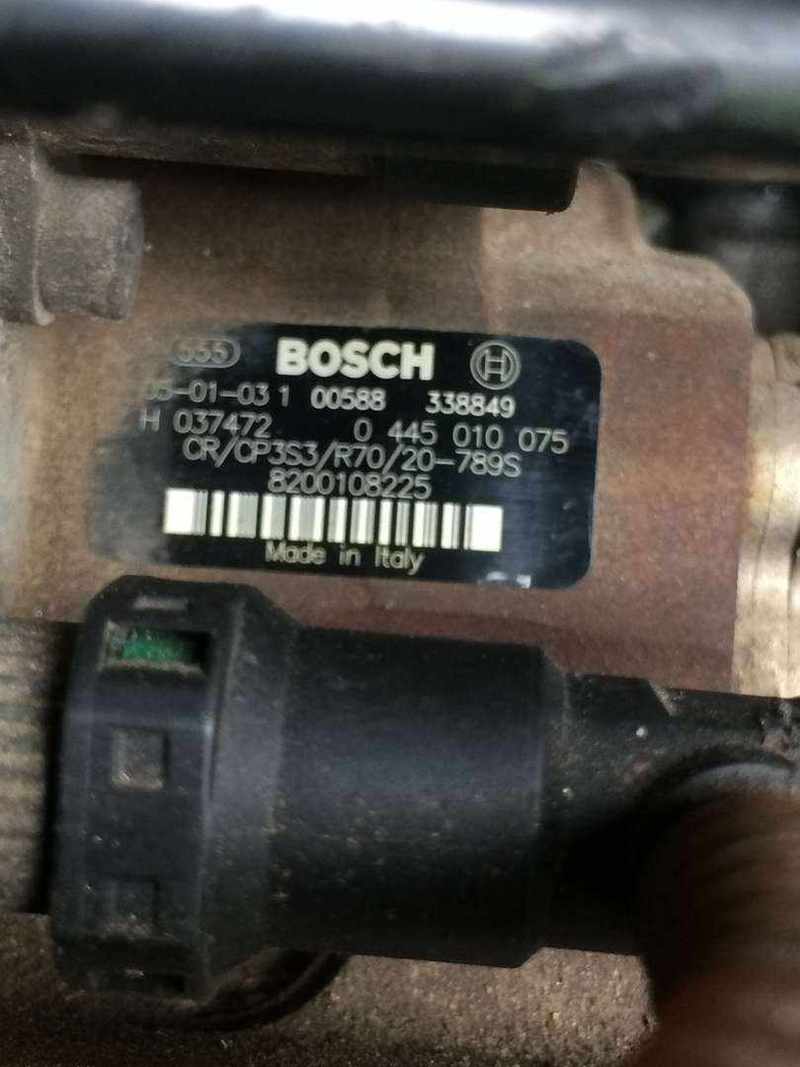 555 BOSCH H
05-01-03 1 00588 338849
H 037472 0 445 010 075
CR/CP3S3/R70/20-789S
8200108225
Made in Italy